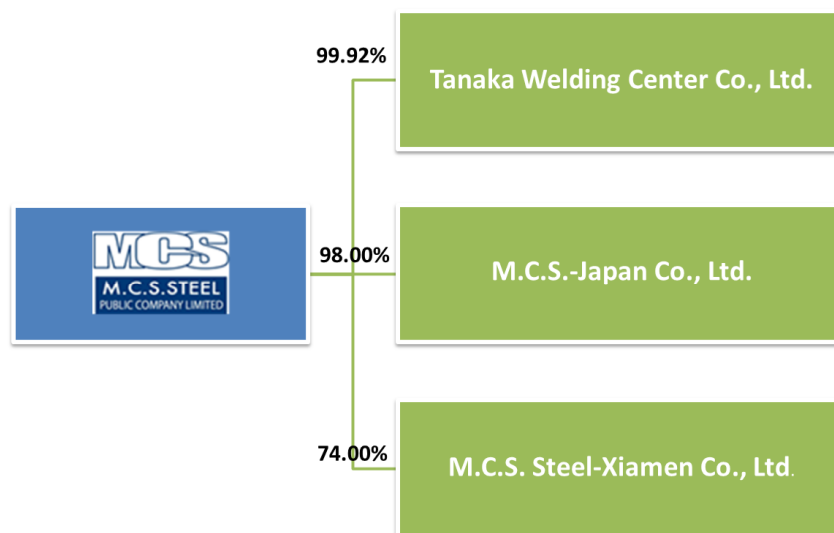 99.92%
Tanaka Welding Center Co., Ltd.
MCS
M.C.S.STEEL
PUBLIC COMPANY LIMITED
98.00%
M.C.S.-Japan Co., Ltd.
74.00%
M.C.S. Steel-Xiamen Co., Ltd.